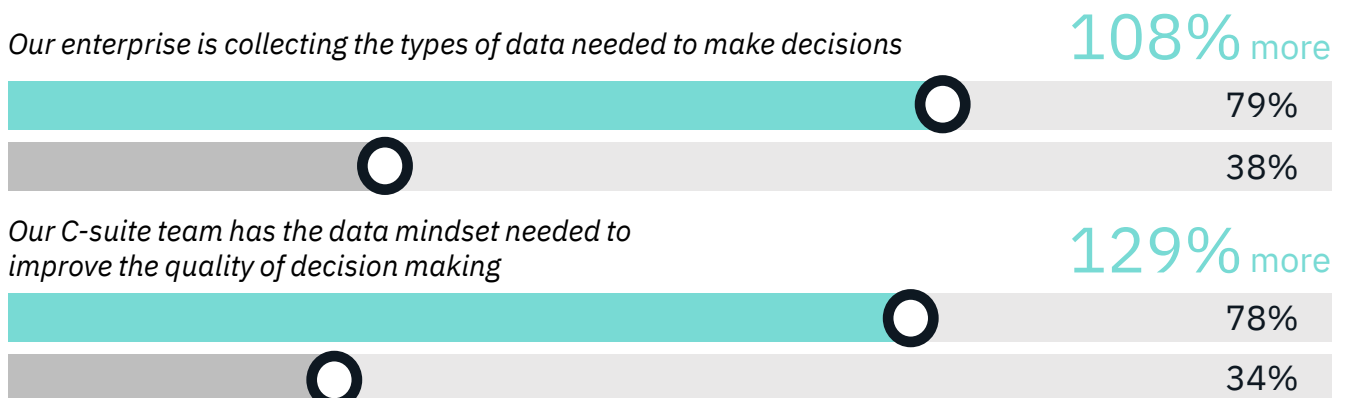 Our enterprise is collecting the types of data needed to make decisions
108% more
79%
38%
Our C-suite team has the data mindset needed to
improve the quality of decision making
129% more
78%
34%